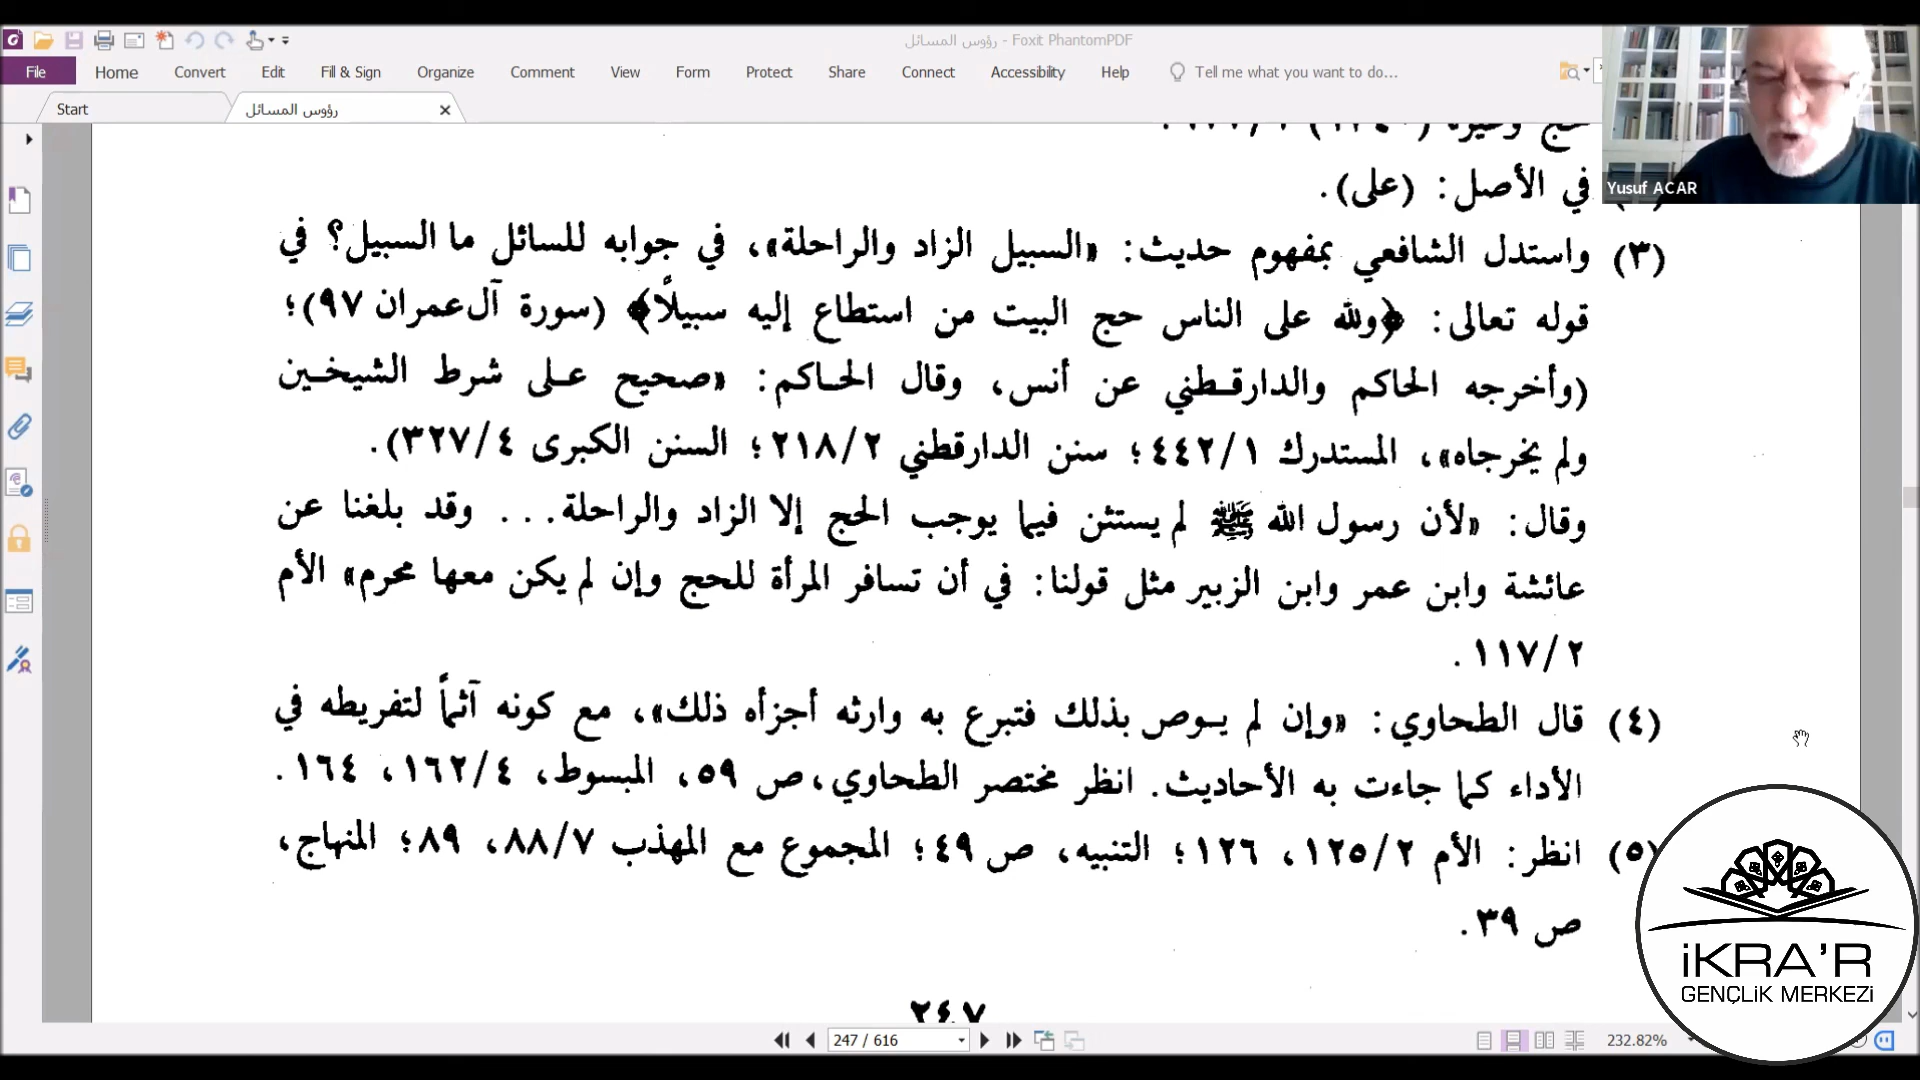 رؤوس المسائل - Foxit PhantomPDF
File Home Convert Edit Fill & Sign Organize Comment View Form Protect Share Connect Accessibility Help Tell me what you want to do...
Start رؤوس المسائل
Yusuf ACAR
في الأصل: (على).
(٣) واستدل الشافعي بمفهوم حديث: «السبيل الزاد والراحلة»، في جوابه للسائل ما السبيل؟ في
قوله تعالى: ﴿ولله على الناس حج البيت من استطاع إليه سبيلاً﴾ (سورة آل عمران ٩٧)؛
(وأخرجه الحاكم والدارقطني عن أنس، وقال الحاكم: «صحيح على شرط الشيخين
ولم يخرجاه»، المستدرك ٤٤٢/١؛ سنن الدارقطني ٢١٨/٢؛ السنن الكبرى ٣٢٧/٤).
وقال: «لأن رسول الله ﷺ لم يستثن فيما يوجب الحج إلا الزاد والراحلة... وقد بلغنا عن
عائشة وابن عمر وابن الزبير مثل قولنا: في أن تسافر المرأة للحج وإن لم يكن معها محرم» الأم
١١٧/٢.
(٤) قال الطحاوي: «وإن لم يوص بذلك فتبرع به وارثه أجزأه ذلك»، مع كونه آثماً لتفريطه في
الأداء كما جاءت به الأحاديث. انظر مختصر الطحاوي، ص ٥٩، المبسوط، ١٦٢/٤، ١٦٤.
(٥) انظر: الأم ١٢٥/٢، ١٢٦؛ التنبيه، ص ٤٩؛ المجموع مع المهذب ٨٨/٧، ٨٩؛ المنهاج،
ص ٣٩.
٢٤٧
iKRA'R
GENÇLiK MERKEZi
247 / 616
232.82%